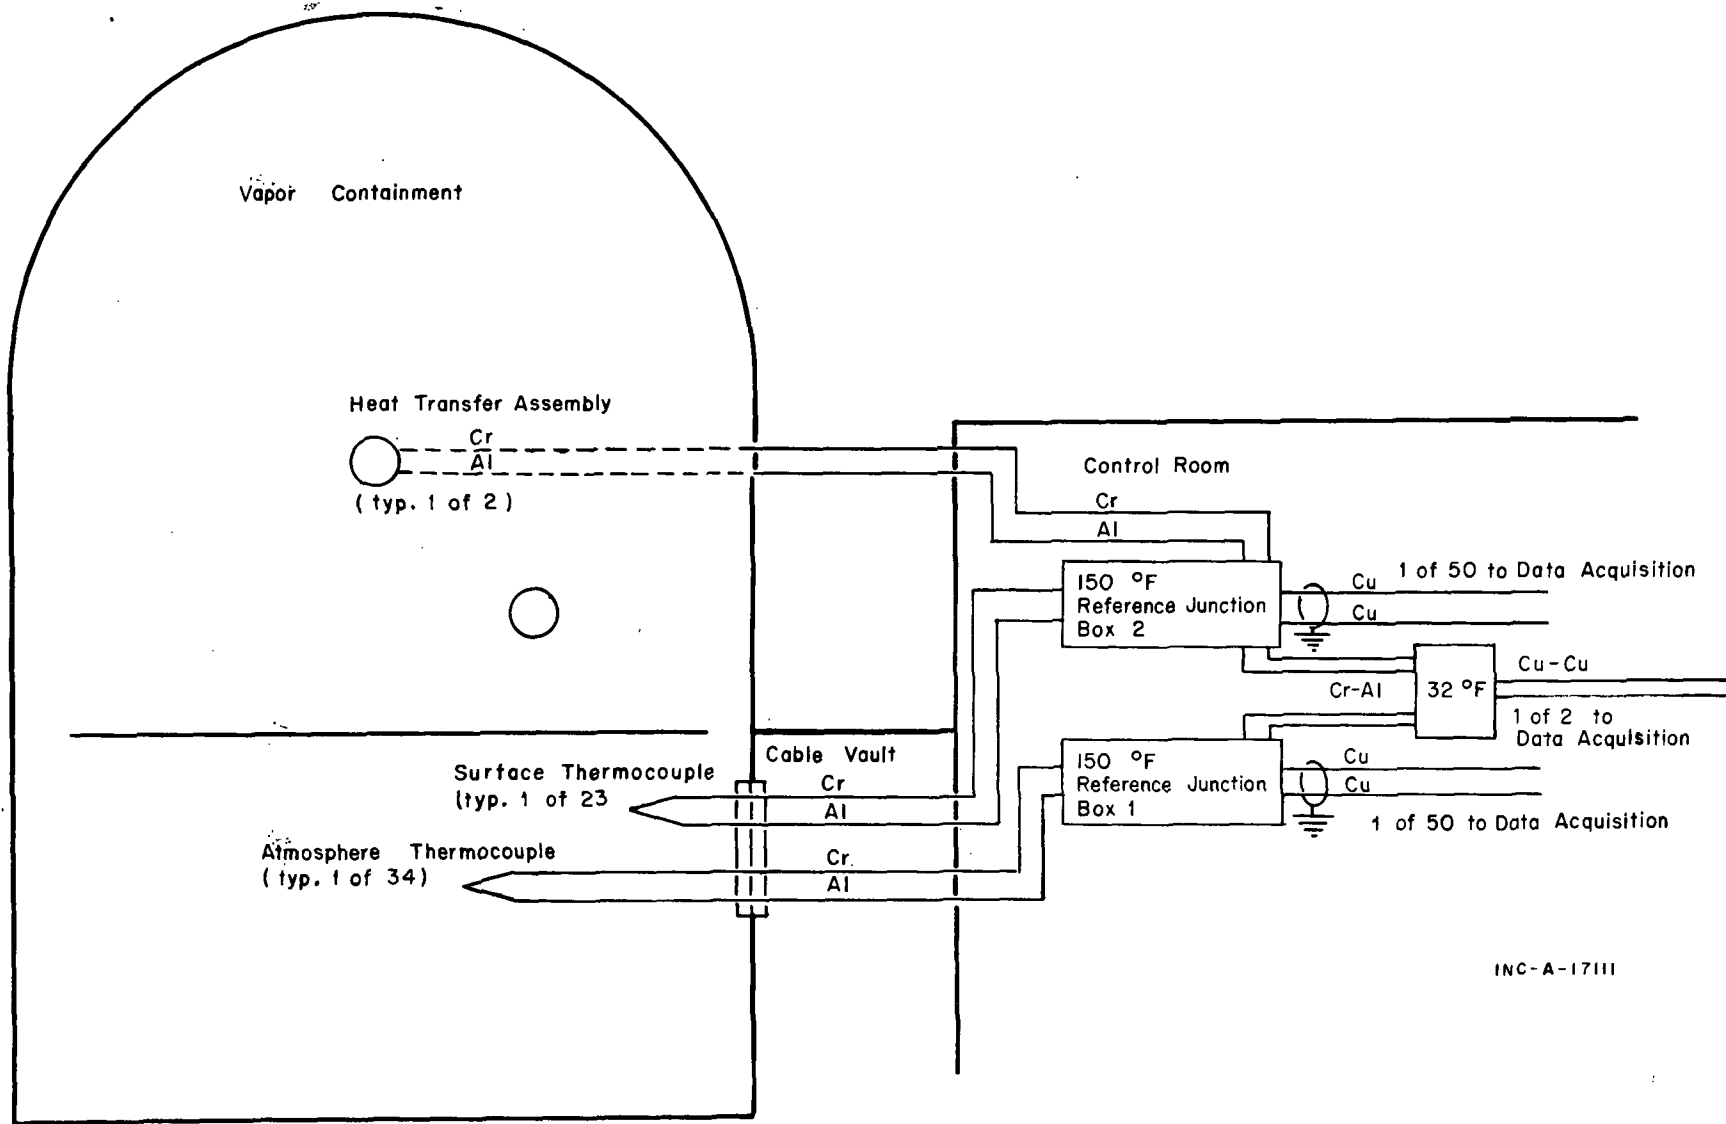 Vapor Containment
Heat Transfer Assembly
Cr
Al
( typ. 1 of 2 )
Control Room
Cr
Al
150 °F
Reference Junction
Box 2
Cu
Cu
1 of 50 to Data Acquisition
Cu-Cu
Cr-Al
32 °F
1 of 2 to
Data Acquisition
Cable Vault
Surface Thermocouple
(typ. 1 of 23
Cr
Al
150 °F
Reference Junction
Box 1
Cu
Cu
1 of 50 to Data Acquisition
Atmosphere Thermocouple
( typ. 1 of 34)
Cr
Al
INC-A-17111